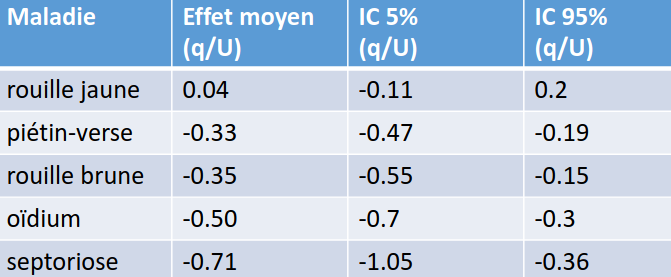 Maladie Effet moyen IC 5% IC 95%
(q/U) (q/U) (q/U)
rouille jaune 0.04 -0.11 0.2
piétin-verse -0.33 -0.47 -0.19
rouille brune -0.35 -0.55 -0.15
oïdium -0.50 -0.7 -0.3
septoriose -0.71 -1.05 -0.36